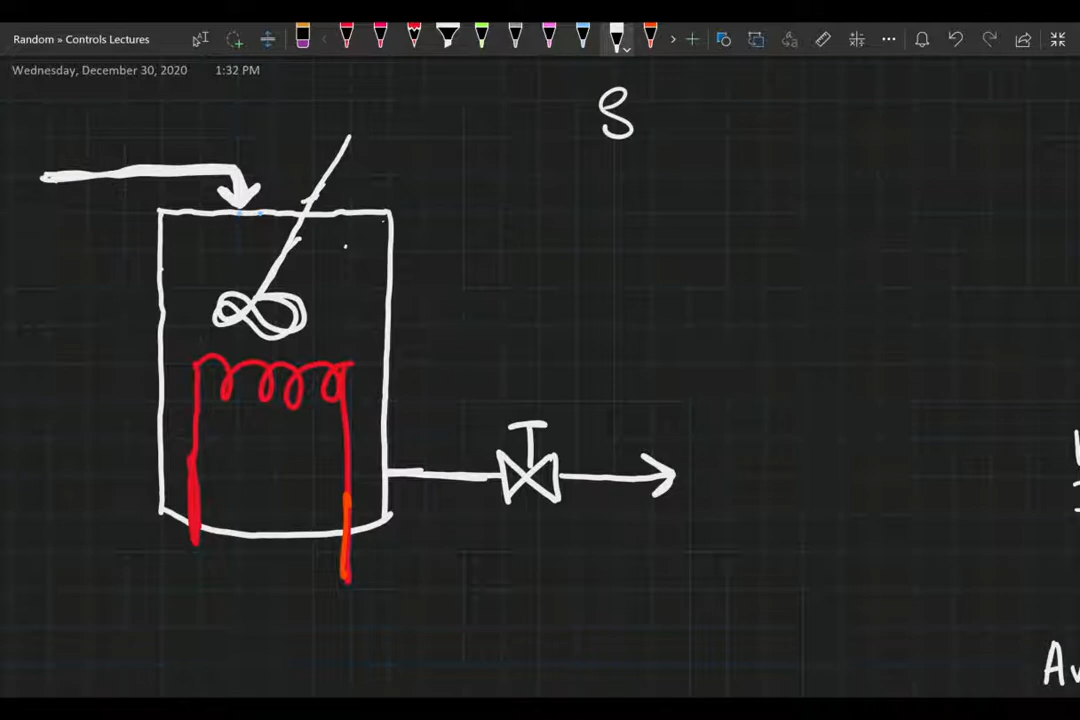 Random » Controls Lectures
Wednesday, December 30, 2020 1:32 PM
S